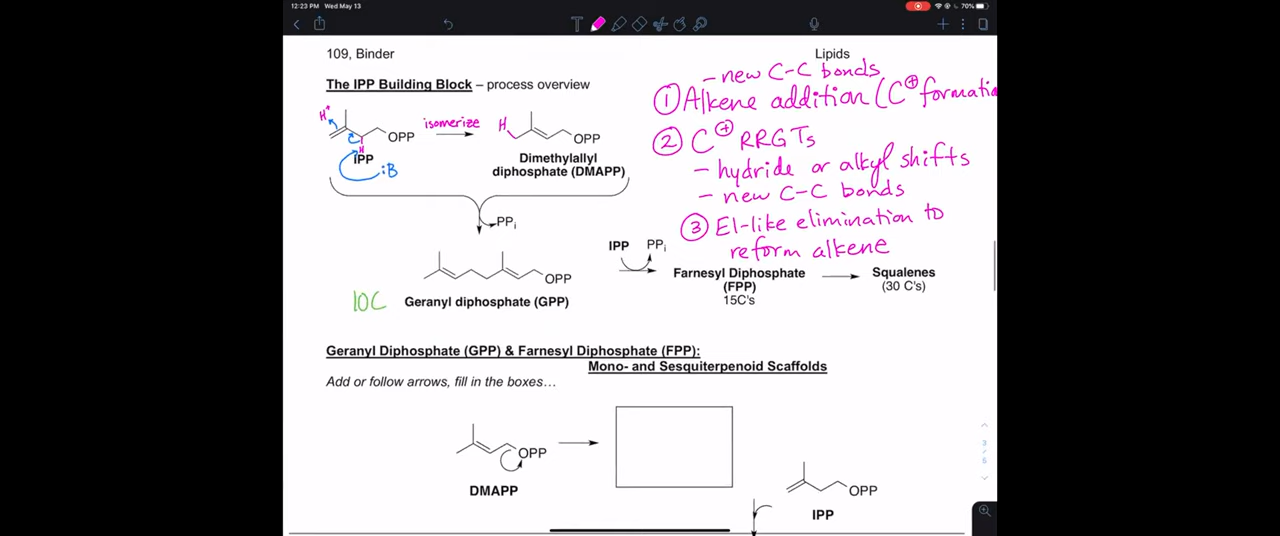 12:23 PM Wed May 13
70%
109, Binder
Lipids
The IPP Building Block – process overview
- new C-C bonds
① Alkene addition (C⊕ formatio
H+
OPP
H
IPP
:B
isomerize
H
OPP
Dimethylallyl
diphosphate (DMAPP)
② C⊕ RRGTs
- hydride or alkyl shifts
- new C-C bonds
③ E1-like elimination to
reform alkene
PPi
OPP
10C
Geranyl diphosphate (GPP)
IPP PPi
Farnesyl Diphosphate
(FPP)
15C's
Squalenes
(30 C's)
Geranyl Diphosphate (GPP) & Farnesyl Diphosphate (FPP):
Mono- and Sesquiterpenoid Scaffolds
Add or follow arrows, fill in the boxes…
OPP
DMAPP
OPP
IPP
3
/
6